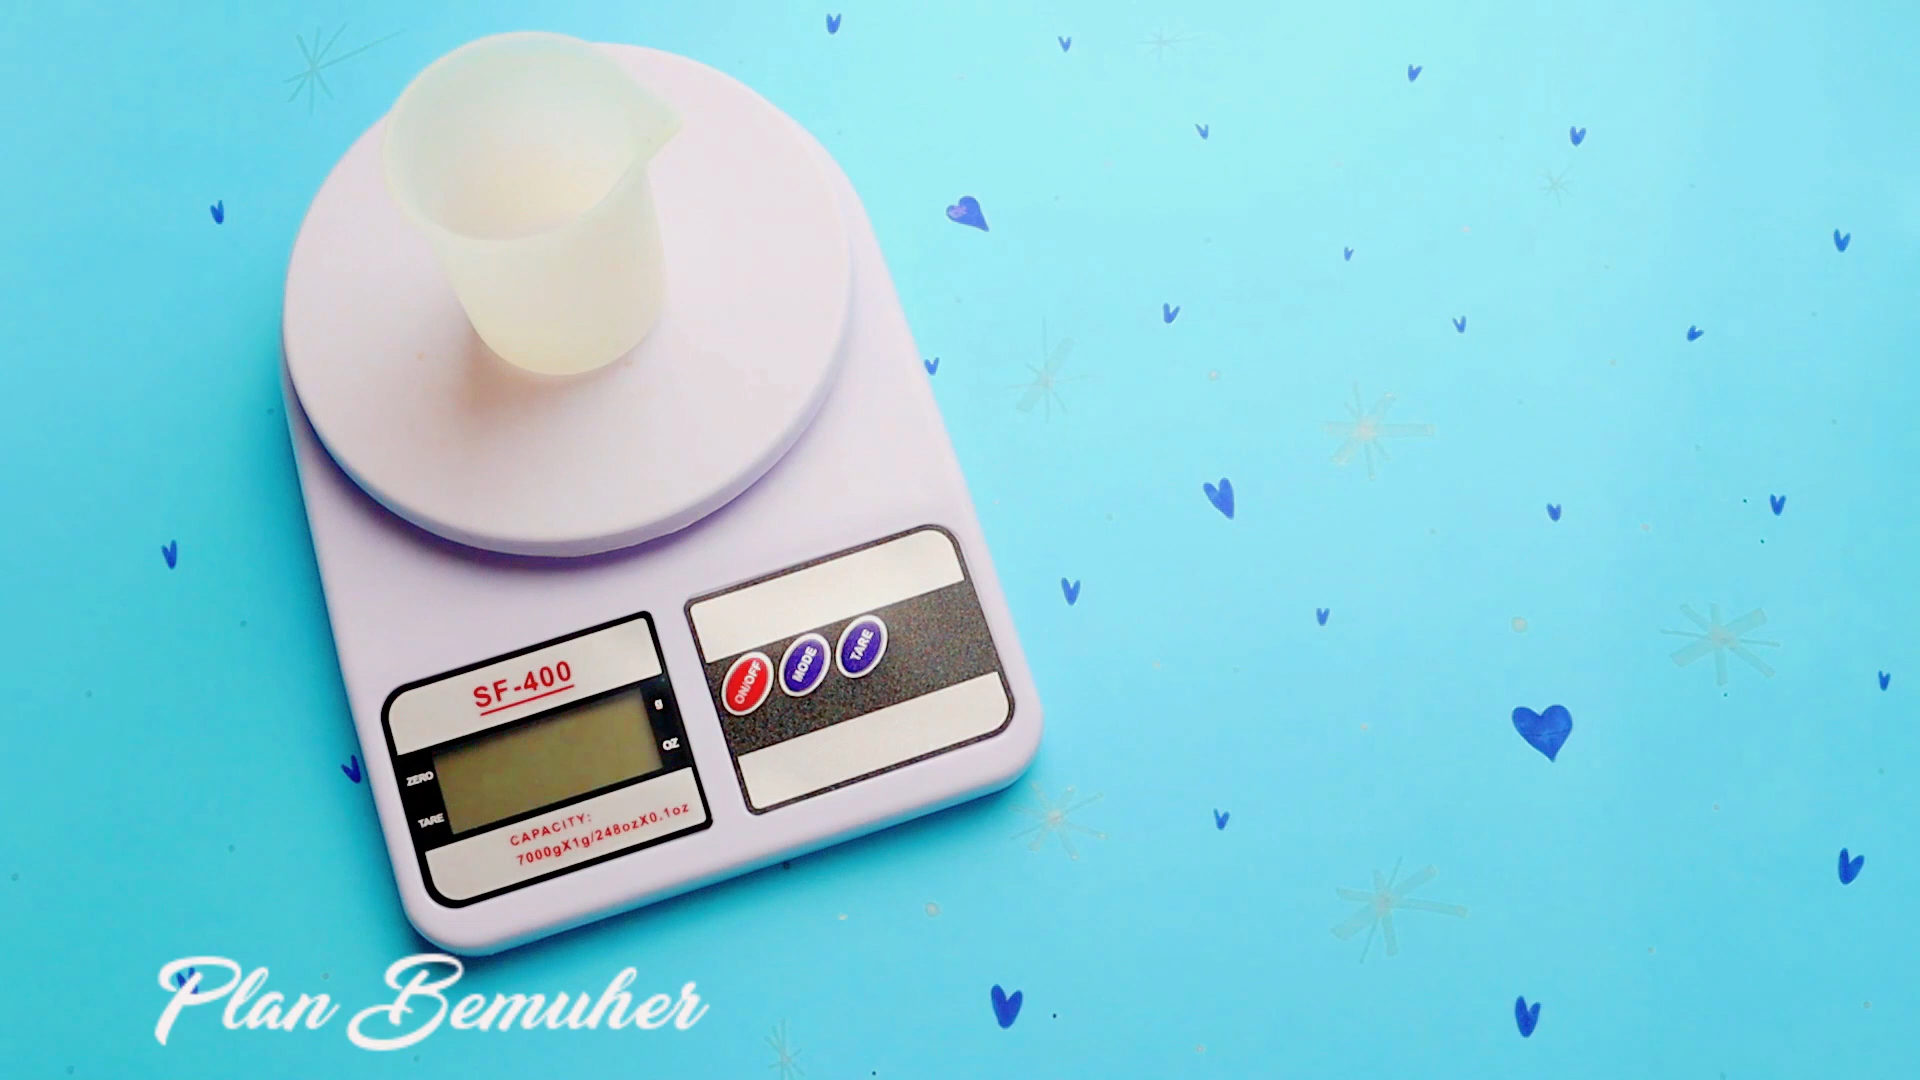 SF-400
g
OZ
ZERO
TARE
CAPACITY:
7000gX1g/248ozX0.1oz
ON/OFF
MODE
TARE
Plan Bemuher